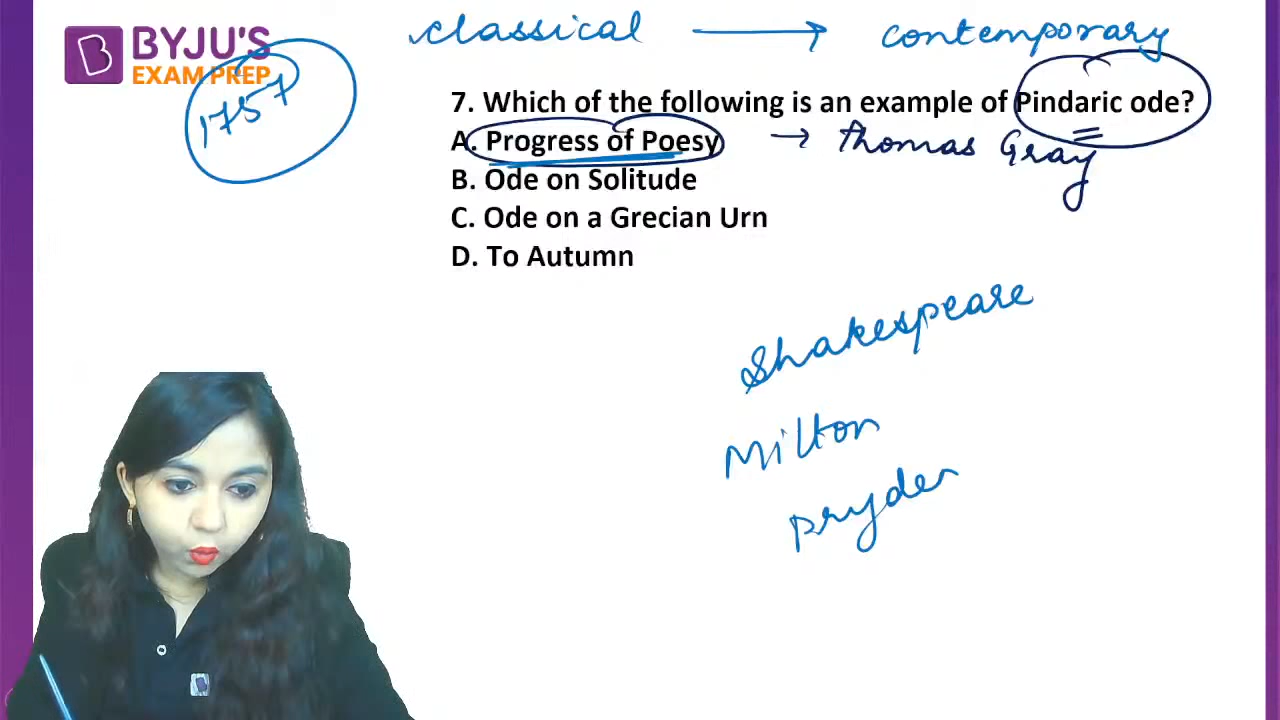 classical → contemporary
BYJU'S
EXAM PREP
1757
7. Which of the following is an example of Pindaric ode?
A. Progress of Poesy → Thomas Gray
B. Ode on Solitude
C. Ode on a Grecian Urn
D. To Autumn
Shakespeare
Milton
Dryden